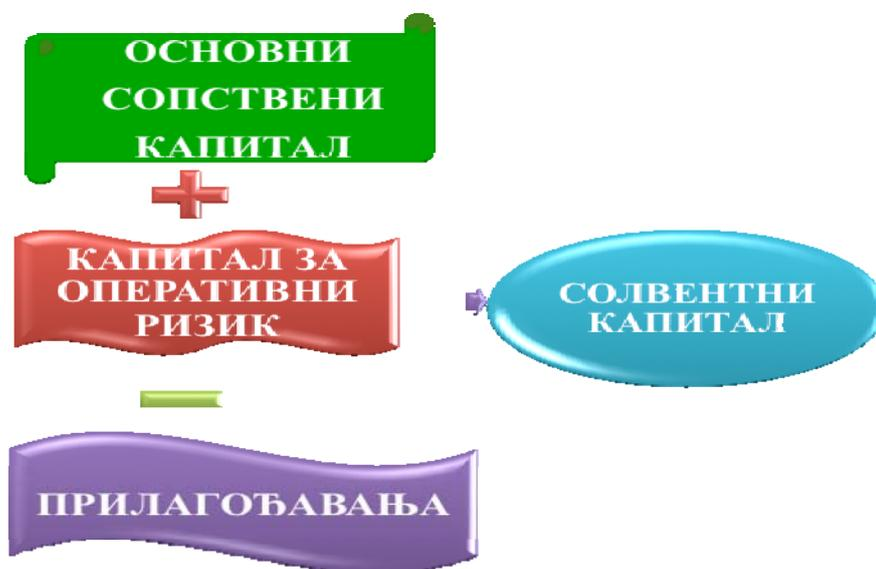 ОСНОВНИ
СОПСТВЕНИ
КАПИТАЛ
КАПИТАЛ ЗА
ОПЕРАТИВНИ
РИЗИК
СОЛВЕНТНИ
КАПИТАЛ
ПРИЛАГОЂАВАЊА